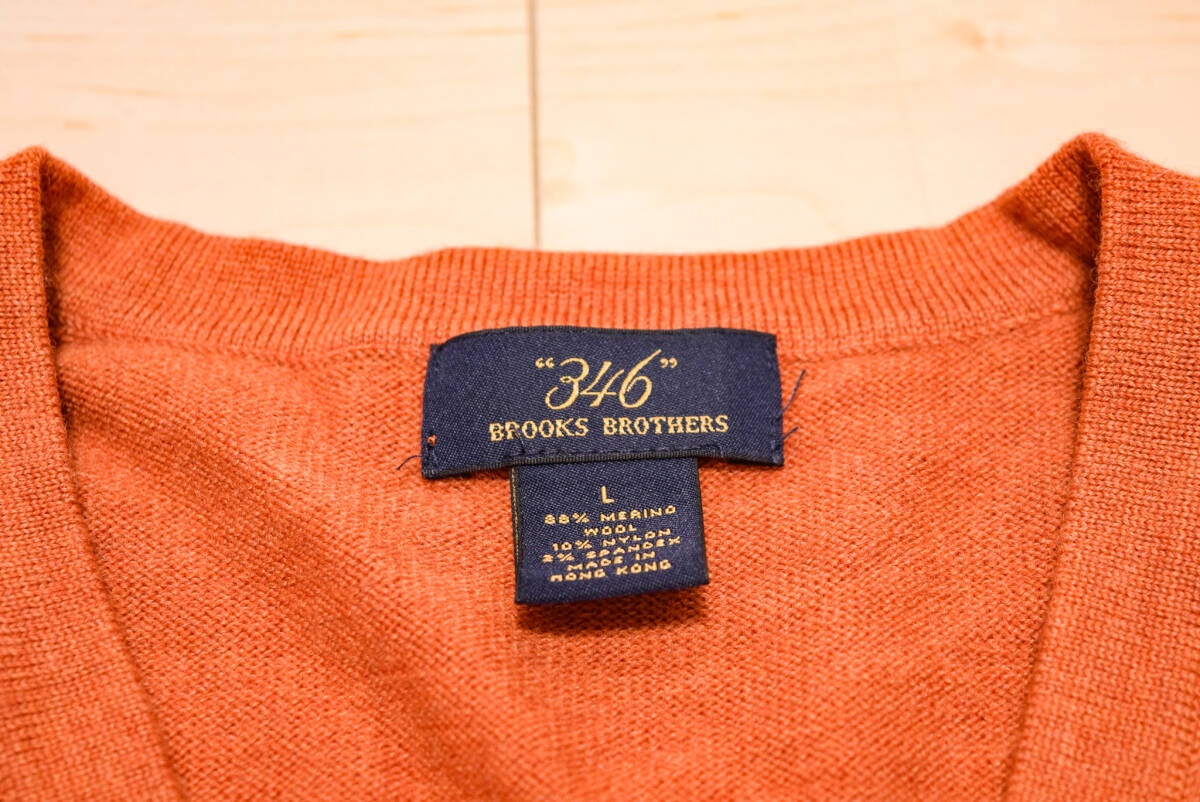 "346"
BROOKS BROTHERS
L
88% MERINO
WOOL
10% NYLON
2% SPANDEX
MADE IN
HONG KONG